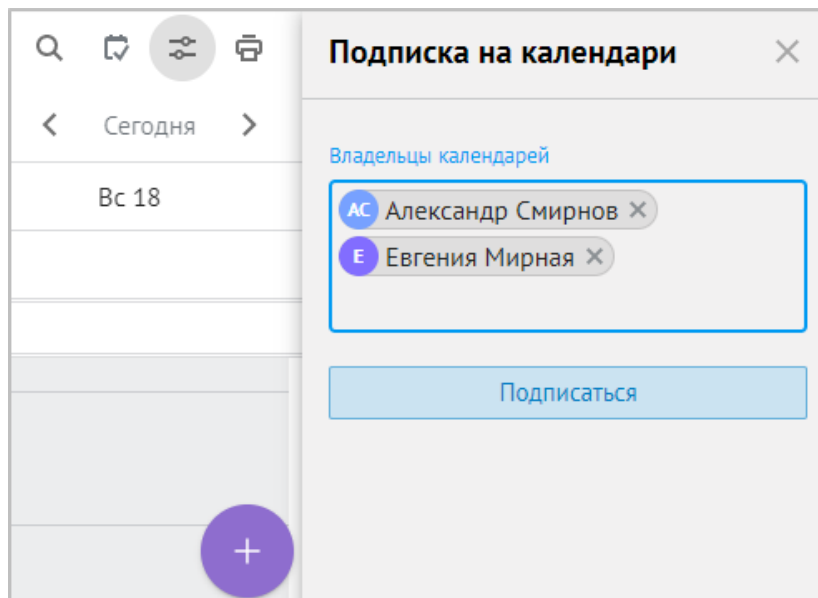 Подписка на календари
Сегодня
Вс 18
Владельцы календарей
АС Александр Смирнов
Е Евгения Мирная
Подписаться